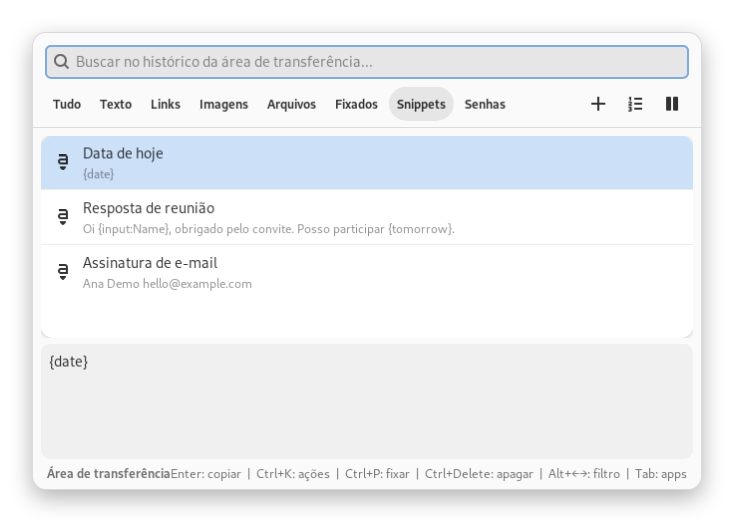 Buscar no histórico da área de transferência...
Tudo Texto Links Imagens Arquivos Fixados Snippets Senhas
Data de hoje
{date}
Resposta de reunião
Oi {input:Name}, obrigado pelo convite. Posso participar {tomorrow}.
Assinatura de e-mail
Ana Demo hello@example.com
{date}
Área de transferênciaEnter: copiar | Ctrl+K: ações | Ctrl+P: fixar | Ctrl+Delete: apagar | Alt+←→: filtro | Tab: apps